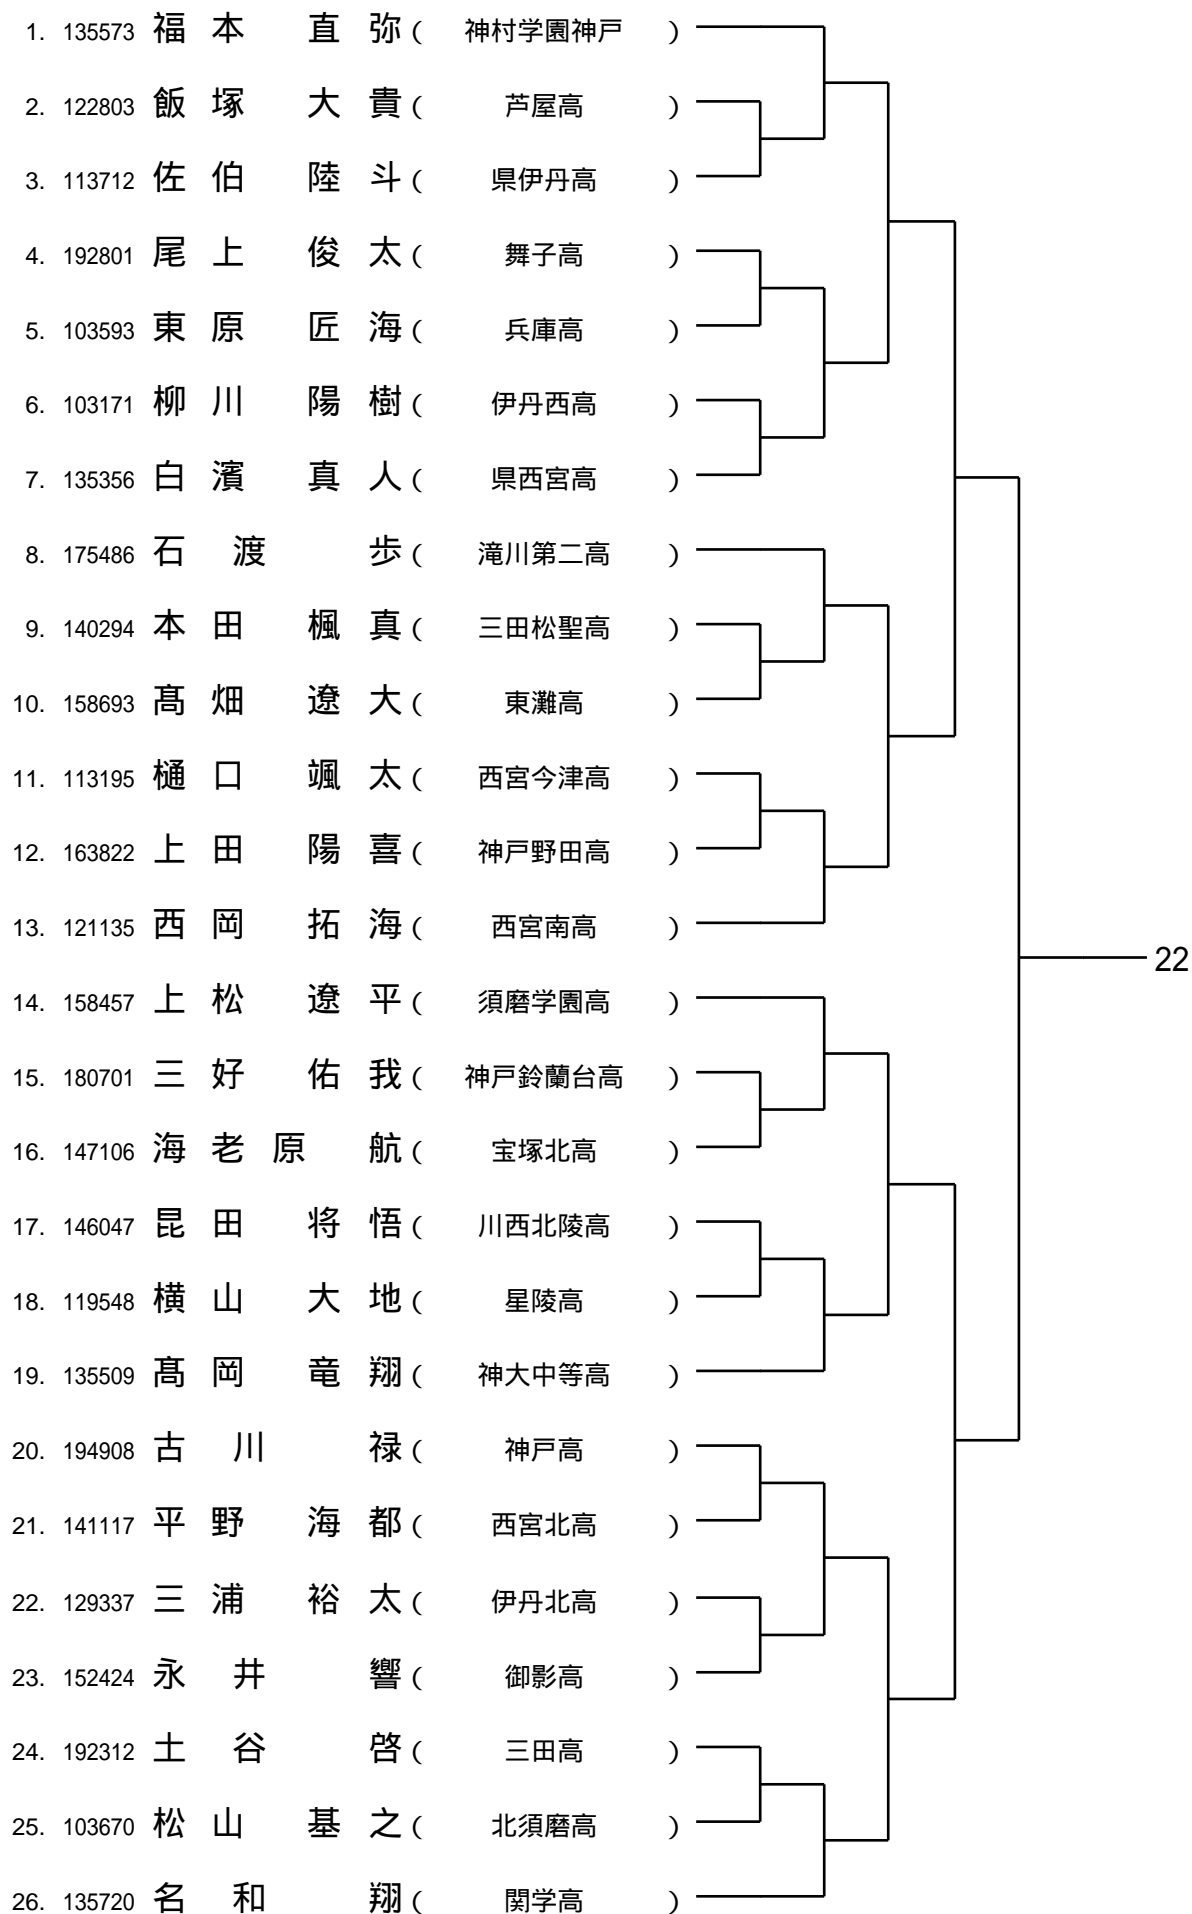 1. 135573 福本 直弥 ( 神村学園神戸 )
2. 122803 飯塚 大貴 ( 芦屋高 )
3. 113712 佐伯 陸斗 ( 県伊丹高 )
4. 192801 尾上 俊太 ( 舞子高 )
5. 103593 東原 匠海 ( 兵庫高 )
6. 103171 柳川 陽樹 ( 伊丹西高 )
7. 135356 白濱 真人 ( 県西宮高 )
8. 175486 石渡 歩 ( 滝川第二高 )
9. 140294 本田 楓真 ( 三田松聖高 )
10. 158693 髙畑 遼大 ( 東灘高 )
11. 113195 樋口 颯太 ( 西宮今津高 )
12. 163822 上田 陽喜 ( 神戸野田高 )
13. 121135 西岡 拓海 ( 西宮南高 )
22
14. 158457 上松 遼平 ( 須磨学園高 )
15. 180701 三好 佑我 ( 神戸鈴蘭台高 )
16. 147106 海老原 航 ( 宝塚北高 )
17. 146047 昆田 将悟 ( 川西北陵高 )
18. 119548 横山 大地 ( 星陵高 )
19. 135509 髙岡 竜翔 ( 神大中等高 )
20. 194908 古川 禄 ( 神戸高 )
21. 141117 平野 海都 ( 西宮北高 )
22. 129337 三浦 裕太 ( 伊丹北高 )
23. 152424 永井 響 ( 御影高 )
24. 192312 土谷 啓 ( 三田高 )
25. 103670 松山 基之 ( 北須磨高 )
26. 135720 名和 翔 ( 関学高 )